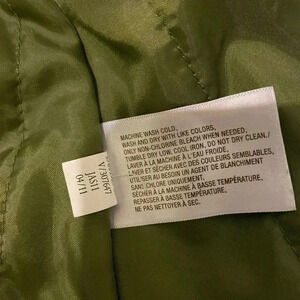 MACHINE WASH COLD,
WASH AND DRY WITH LIKE COLORS,
ONLY NON-CHLORINE BLEACH WHEN NEEDED,
TUMBLE DRY LOW, COOL IRON, DO NOT DRY CLEAN./
LAVER À LA MACHINE À L'EAU FROIDE,
LAVER ET SÉCHER AVEC DES COULEURS SEMBLABLES,
UTILISER AU BESOIN UN AGENT DE BLANCHIMENT
SANS CHLORE UNIQUEMENT.
SÉCHER À LA MACHINE À BASSE TEMPÉRATURE,
REPASSER À BASSE TEMPÉRATURE,
NE PAS NETTOYER À SEC.
JASI1